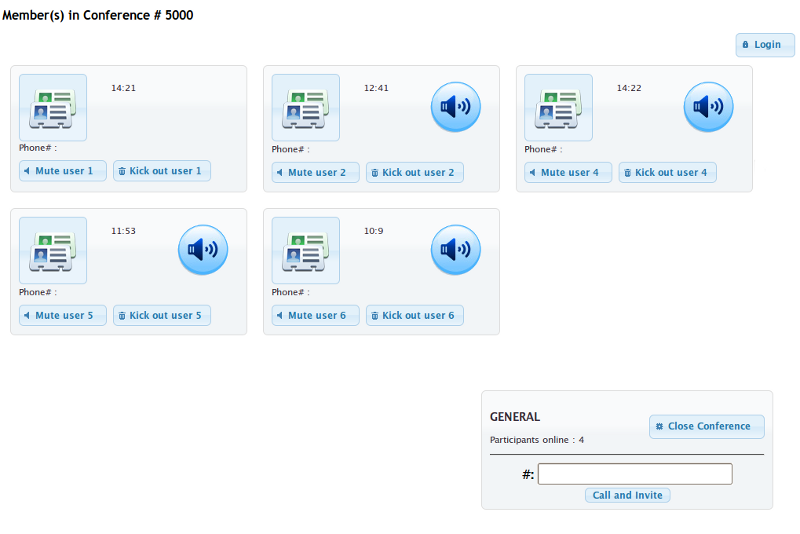 Member(s) in Conference # 5000
Login
14:21
Phone# :
Mute user 1
Kick out user 1
12:41
Phone# :
Mute user 2
Kick out user 2
14:22
Phone# :
Mute user 4
Kick out user 4
11:53
Phone# :
Mute user 5
Kick out user 5
10:9
Phone# :
Mute user 6
Kick out user 6
GENERAL
Close Conference
Participants online : 4
#:
Call and Invite